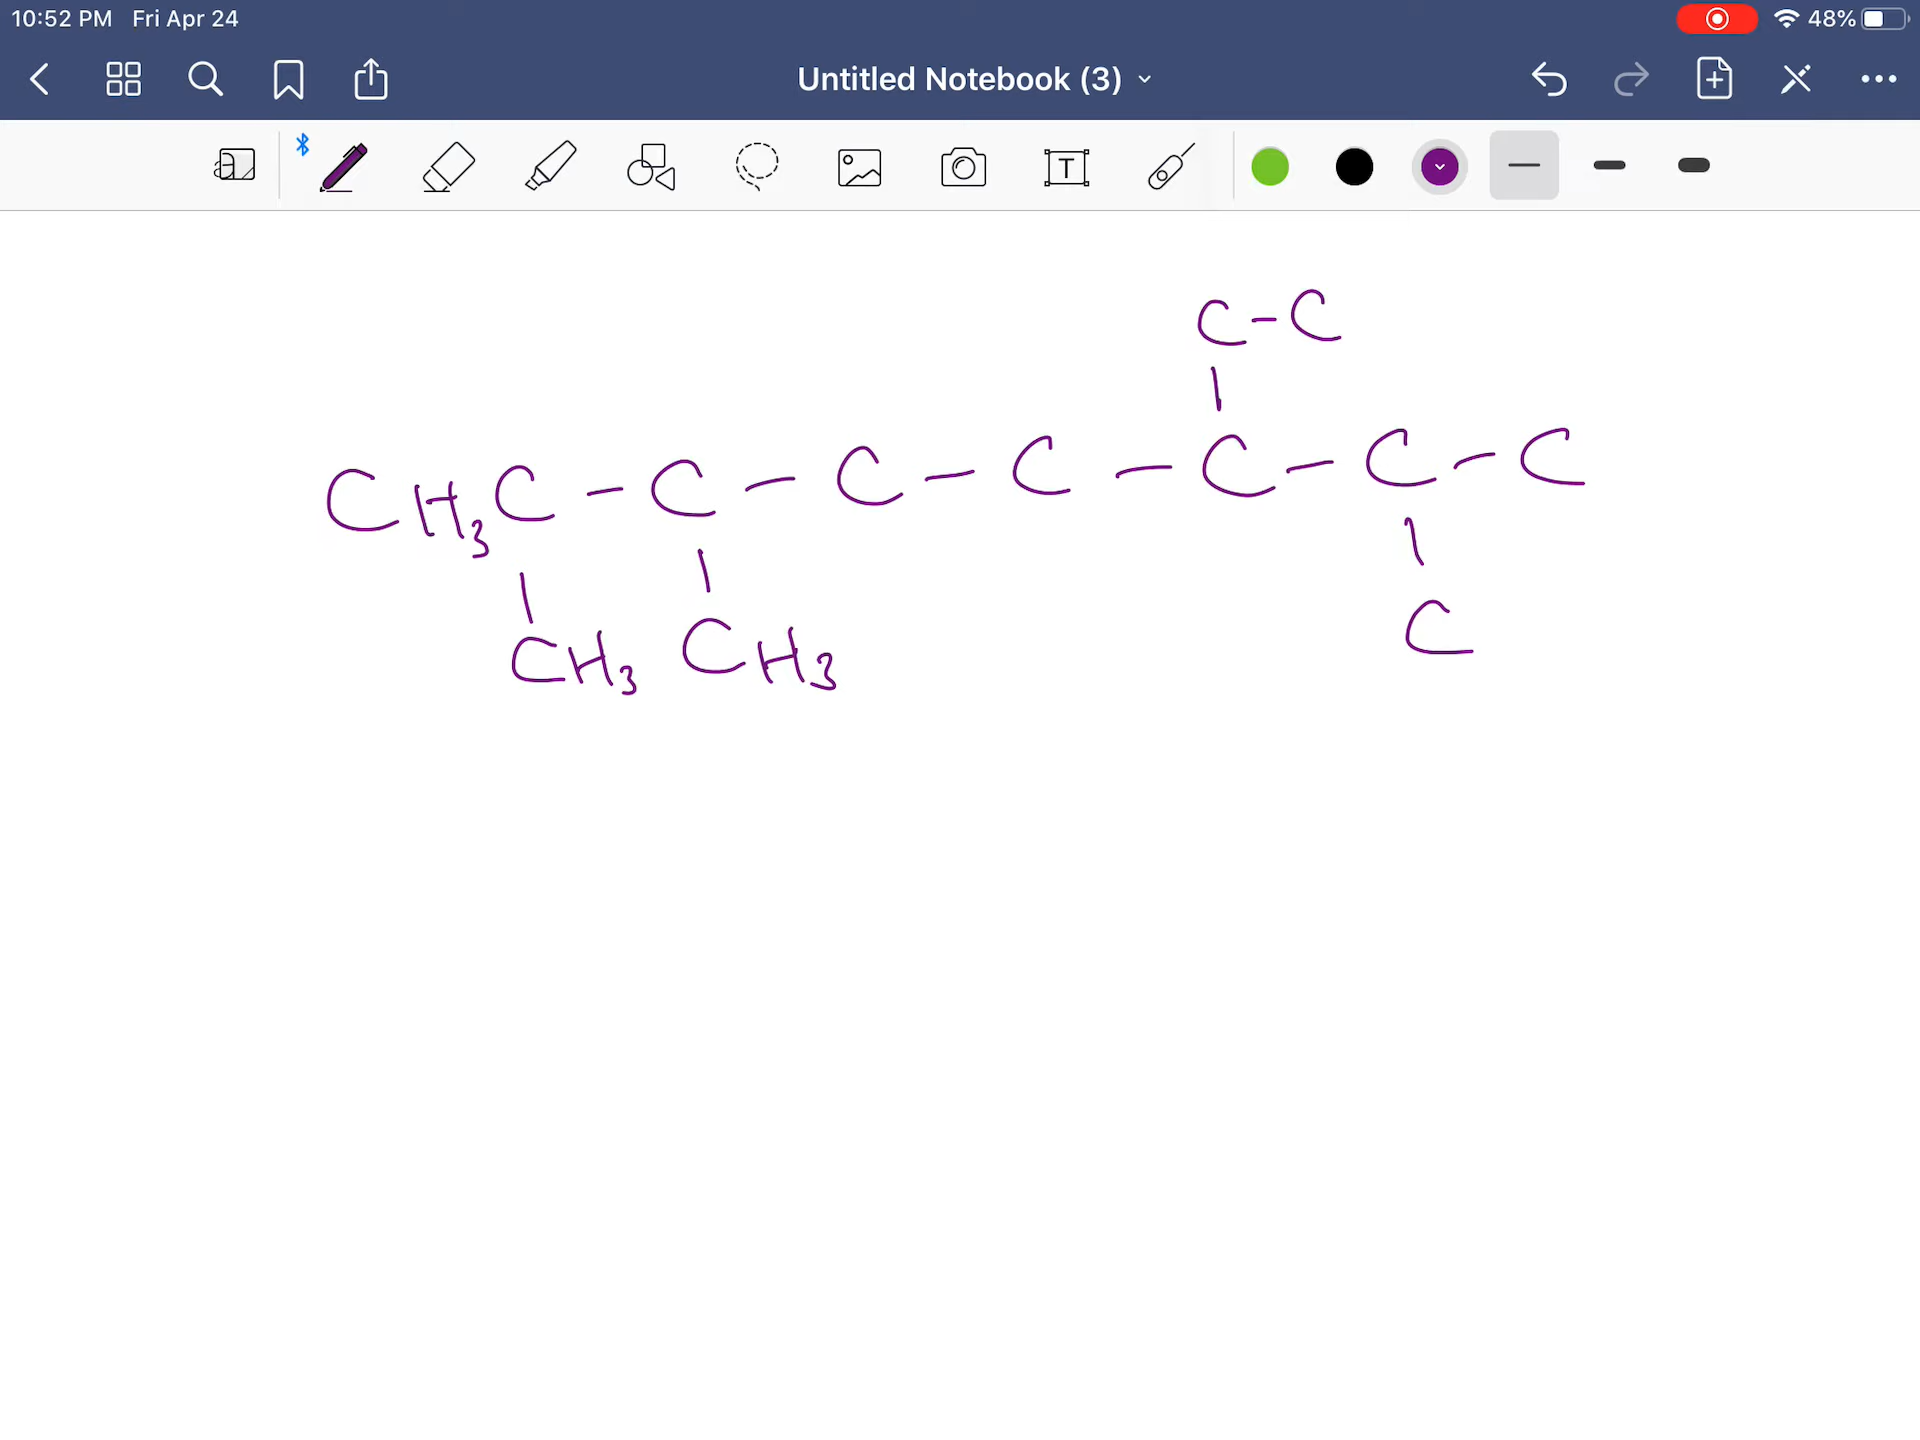 10:52 PM Fri Apr 24 48%
Untitled Notebook (3)
T
C-C
CH3C - C - C - C - C - C - C
CH3 CH3 C